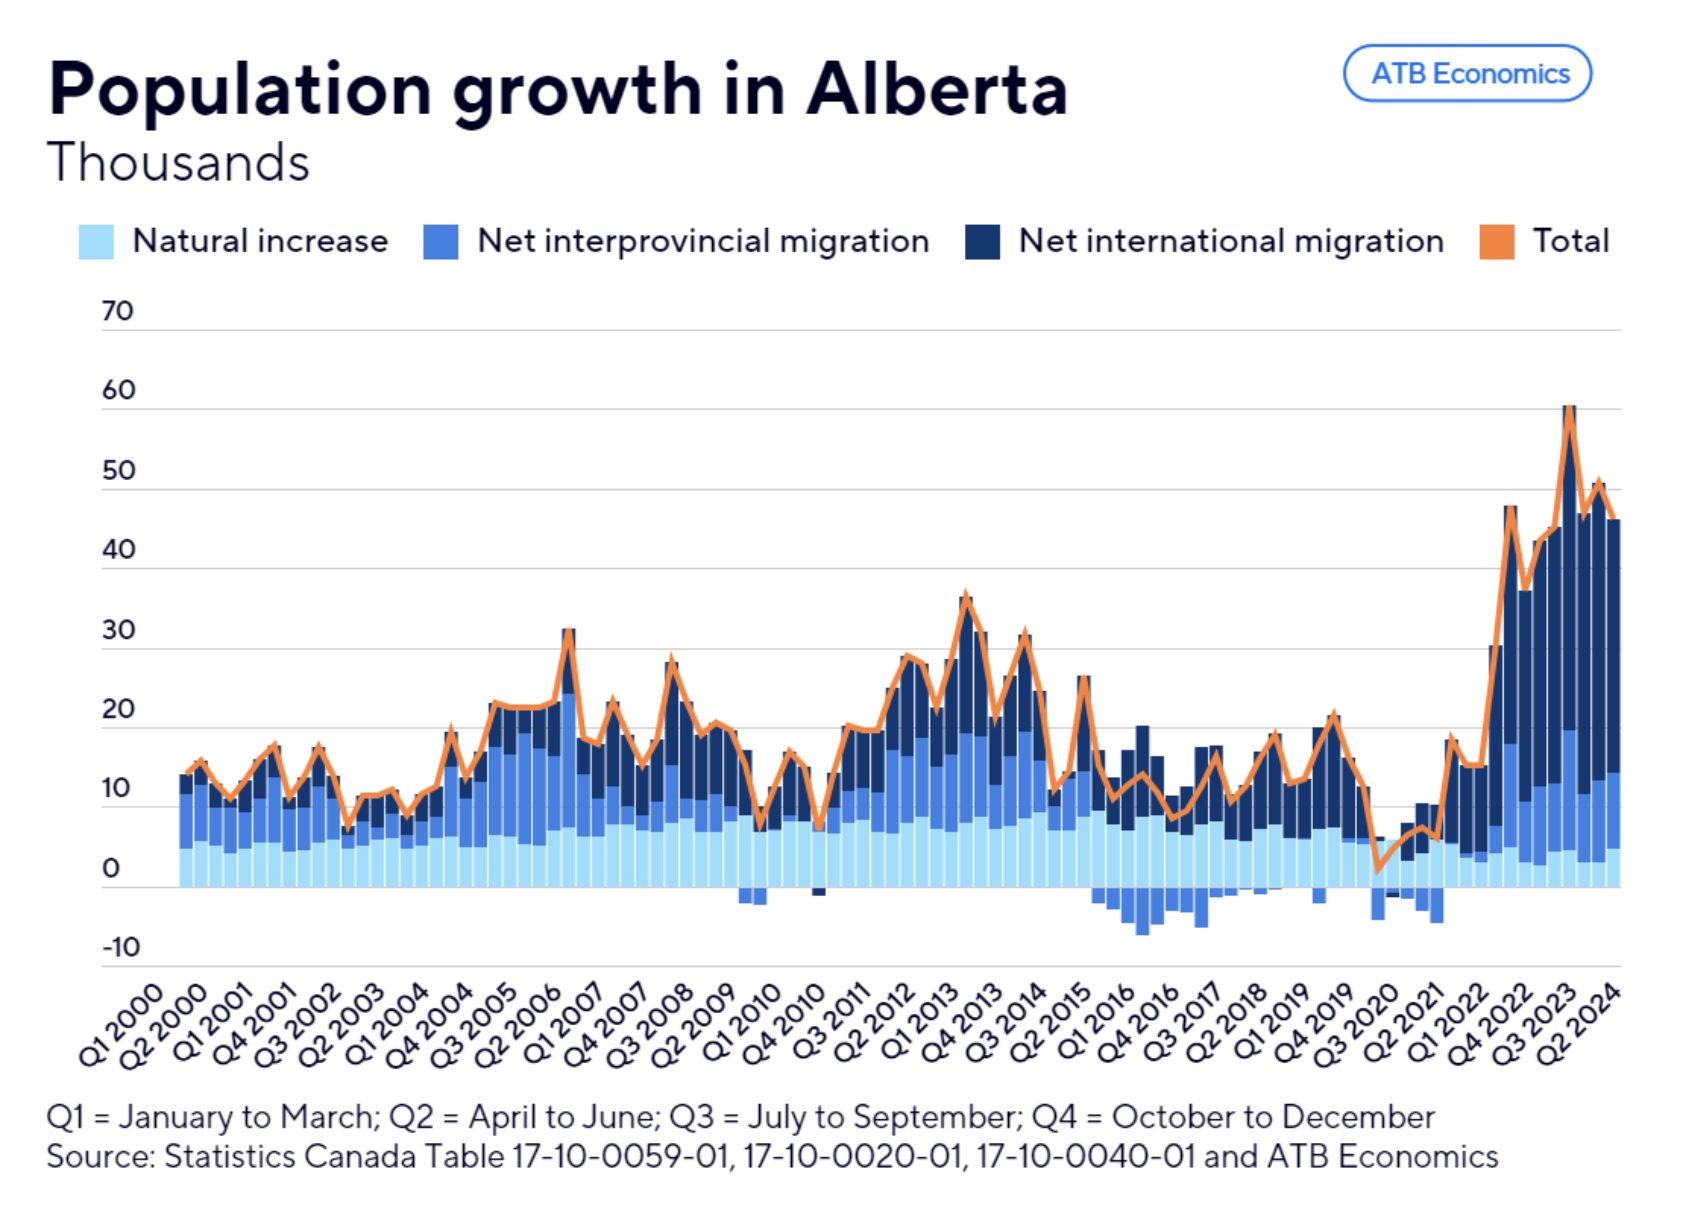 Population growth in Alberta
ATB Economics
Thousands
Natural increase Net interprovincial migration Net international migration Total
70
60
50
40
30
20
10
0
-10
Q1 2000 Q2 2000 Q1 2001 Q4 2001 Q3 2002 Q2 2003 Q1 2004 Q4 2004 Q3 2005 Q2 2006 Q1 2007 Q4 2007 Q3 2008 Q2 2009 Q1 2010 Q4 2010 Q3 2011 Q2 2012 Q1 2013 Q4 2013 Q3 2014 Q2 2015 Q1 2016 Q4 2016 Q3 2017 Q2 2018 Q1 2019 Q4 2019 Q3 2020 Q2 2021 Q1 2022 Q4 2022 Q3 2023 Q2 2024
Q1 = January to March; Q2 = April to June; Q3 = July to September; Q4 = October to December
Source: Statistics Canada Table 17-10-0059-01, 17-10-0020-01, 17-10-0040-01 and ATB Economics